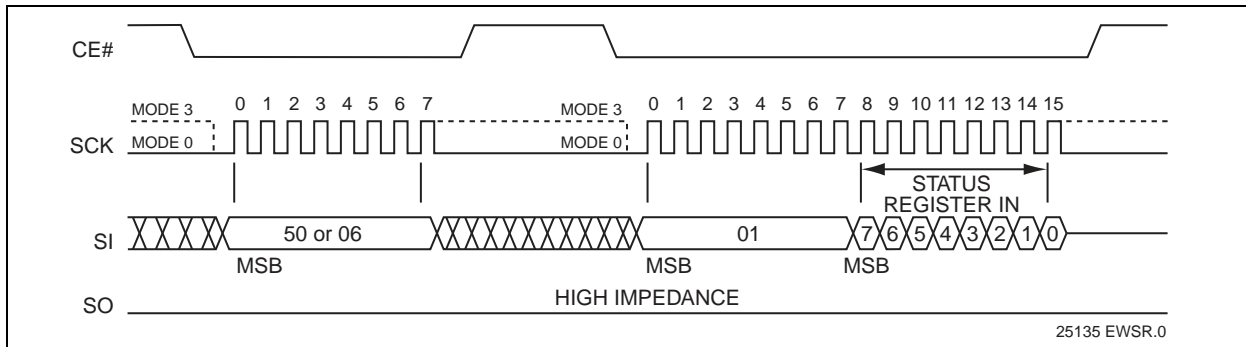 CE#
MODE 3 0 1 2 3 4 5 6 7 MODE 3 0 1 2 3 4 5 6 7 8 9 10 11 12 13 14 15
SCK MODE 0 MODE 0
STATUS
REGISTER IN
SI 50 or 06 01 7 6 5 4 3 2 1 0
MSB MSB MSB
HIGH IMPEDANCE
SO
25135 EWSR.0